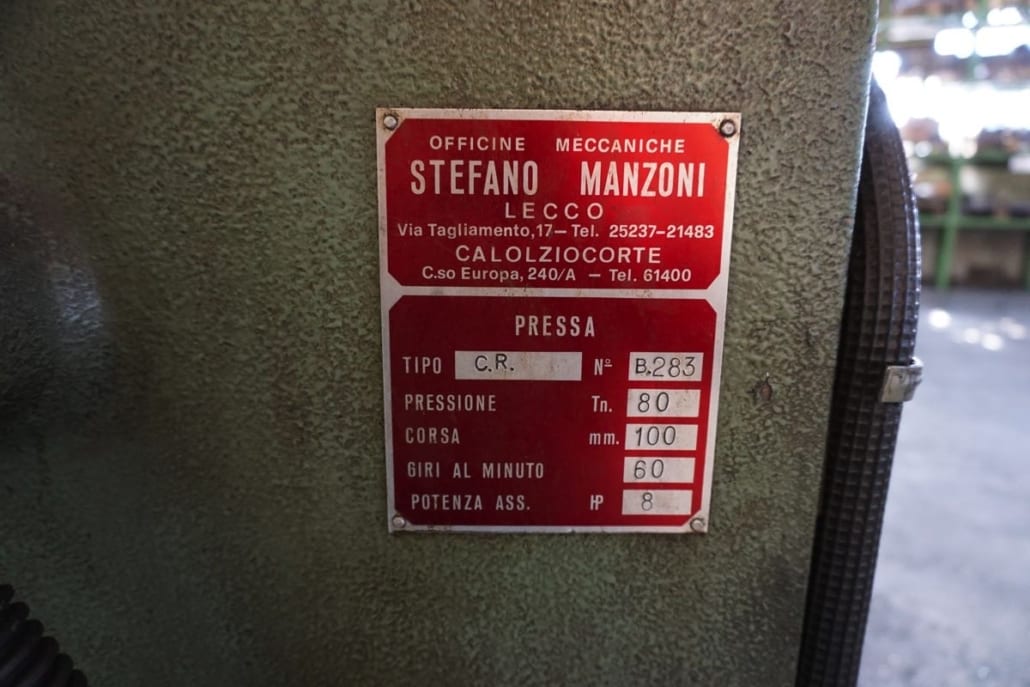 OFFICINE MECCANICHE
STEFANO MANZONI
LECCO
Via Tagliamento,17–Tel. 25237–21483
CALOLZIOCORTE
C.so Europa, 240/A – Tel. 61400
PRESSA
TIPO C.R. Nº B.283
PRESSIONE Tn. 80
CORSA mm. 100
GIRI AL MINUTO 60
POTENZA ASS. HP 8